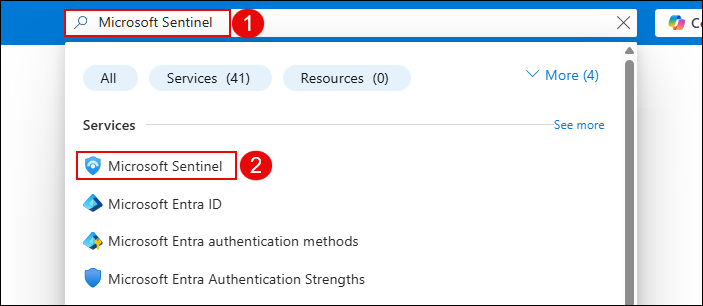 Microsoft Sentinel 1
Co
All Services (41) Resources (0) More (4)
Services See more
Microsoft Sentinel 2
Microsoft Entra ID
Microsoft Entra authentication methods
Microsoft Entra Authentication Strengths